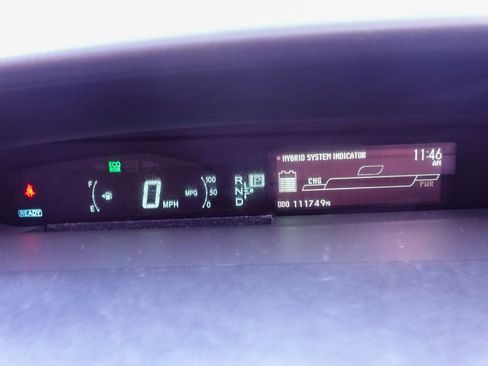 HYBRID SYSTEM INDICATOR
11:46
AM
ECO
MODE
F
E
0
MPH
MPG
100
50
0
R
N
D
P
CHG
PWR
READY
ODO 111749